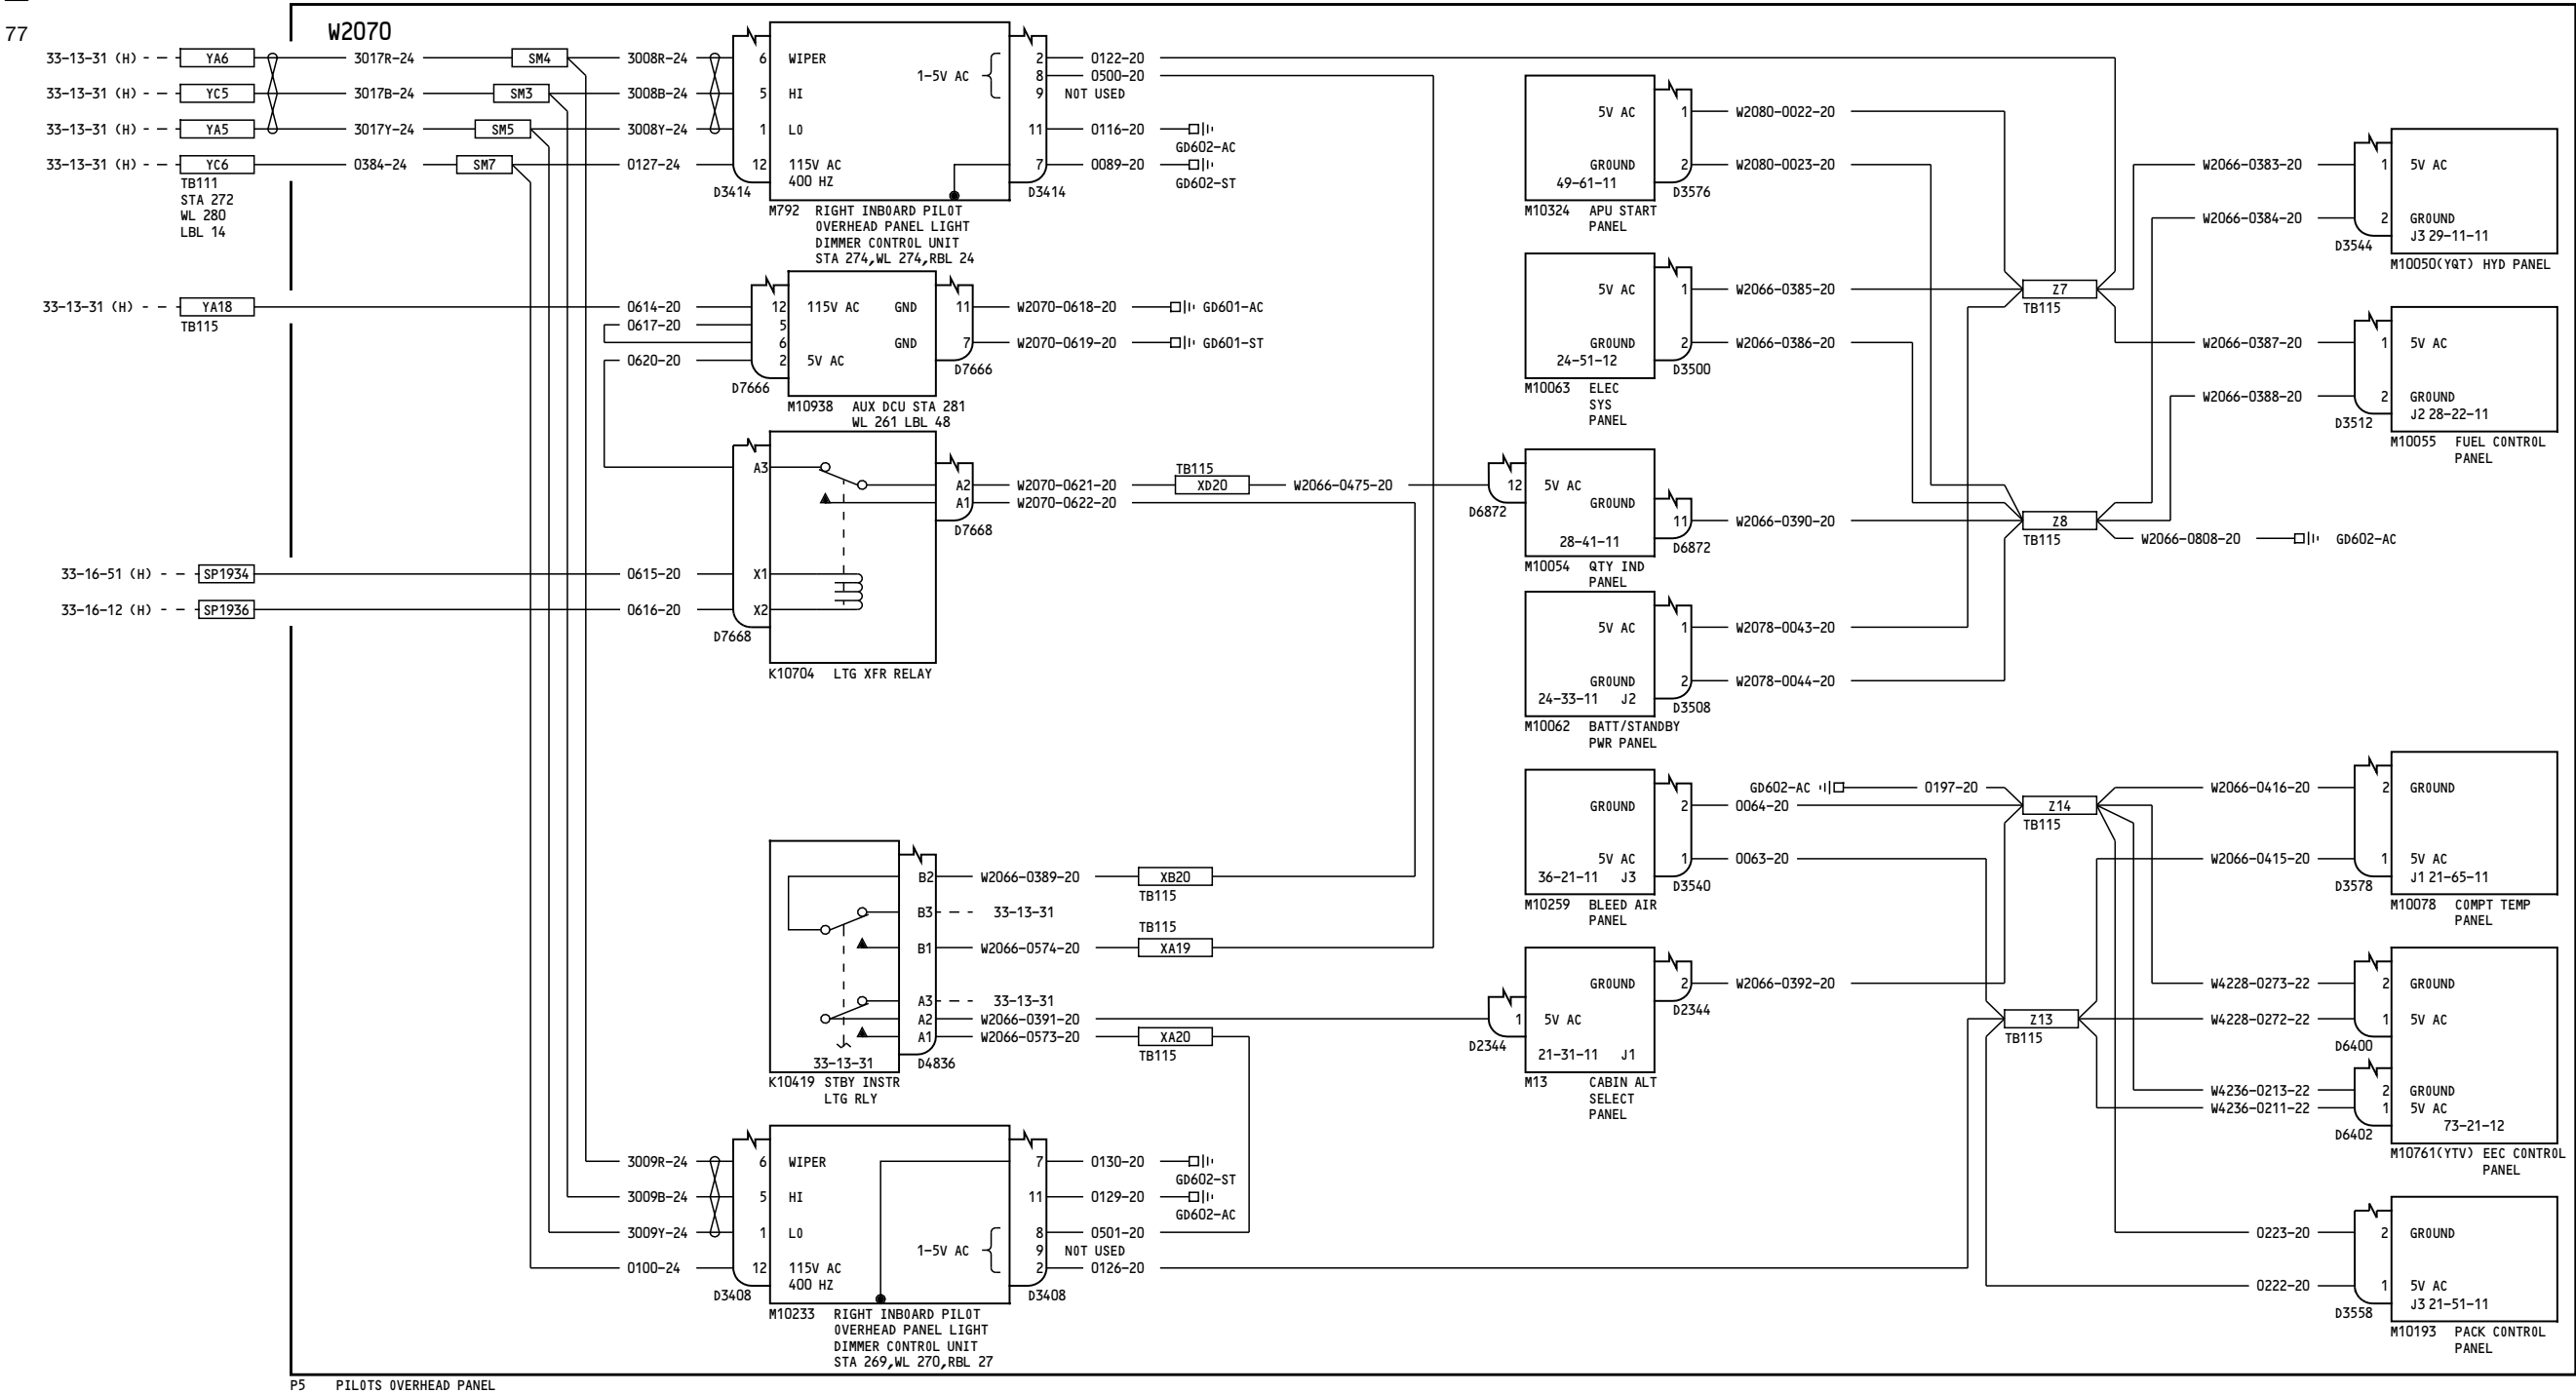 77
W2070
33-13-31 (H) YA6 3017R-24 SM4 3008R-24
33-13-31 (H) YC5 3017B-24 SM3 3008B-24
33-13-31 (H) YA5 3017Y-24 SM5 3008Y-24
33-13-31 (H) YC6 0384-24 SM7 0127-24
TB111
STA 272
WL 280
LBL 14
6 WIPER
5 HI
1 LO
12 115V AC
400 HZ
D3414
1-5V AC
2 0122-20
8 0500-20
9 NOT USED
11 0116-20
GD602-AC
7 0089-20
GD602-ST
D3414
M792 RIGHT INBOARD PILOT
OVERHEAD PANEL LIGHT
DIMMER CONTROL UNIT
STA 274,WL 274,RBL 24
33-13-31 (H) YA18 0614-20
TB115
0617-20
0620-20
12 115V AC GND 11 W2070-0618-20 GD601-AC
5
6 GND 7 W2070-0619-20 GD601-ST
2 5V AC
D7666
D7666
M10938 AUX DCU STA 281
WL 261 LBL 48
A3
A2 W2070-0621-20 TB115 XD20 W2066-0475-20
A1 W2070-0622-20
D7668
33-16-51 (H) SP1934 0615-20 X1
33-16-12 (H) SP1936 0616-20 X2
D7668
K10704 LTG XFR RELAY
B2 W2066-0389-20 XB20
TB115
B3 33-13-31
TB115
B1 W2066-0574-20 XA19
A3 33-13-31
A2 W2066-0391-20
A1 W2066-0573-20 XA20
TB115
33-13-31
D4836
K10419 STBY INSTR
LTG RLY
3009R-24 6 WIPER
3009B-24 5 HI
3009Y-24 1 LO
0100-24 12 115V AC
400 HZ
D3408
7 0130-20
GD602-ST
11 0129-20
GD602-AC
1-5V AC
8 0501-20
9 NOT USED
2 0126-20
D3408
M10233 RIGHT INBOARD PILOT
OVERHEAD PANEL LIGHT
DIMMER CONTROL UNIT
STA 269,WL 270,RBL 27
5V AC 1 W2080-0022-20
GROUND 2 W2080-0023-20
49-61-11
D3576
M10324 APU START
PANEL
5V AC 1 W2066-0385-20
GROUND 2 W2066-0386-20
24-51-12
D3500
M10063 ELEC
SYS
PANEL
12 5V AC
D6872
GROUND
11 W2066-0390-20
28-41-11
D6872
M10054 QTY IND
PANEL
5V AC 1 W2078-0043-20
GROUND 2 W2078-0044-20
24-33-11 J2
D3508
M10062 BATT/STANDBY
PWR PANEL
GD602-AC 0197-20
GROUND 2 0064-20
5V AC 1 0063-20
36-21-11 J3
D3540
M10259 BLEED AIR
PANEL
GROUND 2 W2066-0392-20
D2344
1 5V AC
D2344
21-31-11 J1
M13 CABIN ALT
SELECT
PANEL
Z7
TB115
Z8
TB115
W2066-0808-20 GD602-AC
Z14
TB115
Z13
TB115
W2066-0383-20 1 5V AC
W2066-0384-20 2 GROUND
J3 29-11-11
D3544
M10050(YQT) HYD PANEL
W2066-0387-20 1 5V AC
W2066-0388-20 2 GROUND
J2 28-22-11
D3512
M10055 FUEL CONTROL
PANEL
W2066-0416-20 2 GROUND
W2066-0415-20 1 5V AC
J1 21-65-11
D3578
M10078 COMPT TEMP
PANEL
W4228-0273-22 2 GROUND
W4228-0272-22 1 5V AC
D6400
W4236-0213-22 2 GROUND
W4236-0211-22 1 5V AC
73-21-12
D6402
M10761(YTV) EEC CONTROL
PANEL
0223-20 2 GROUND
0222-20 1 5V AC
J3 21-51-11
D3558
M10193 PACK CONTROL
PANEL
P5 PILOTS OVERHEAD PANEL